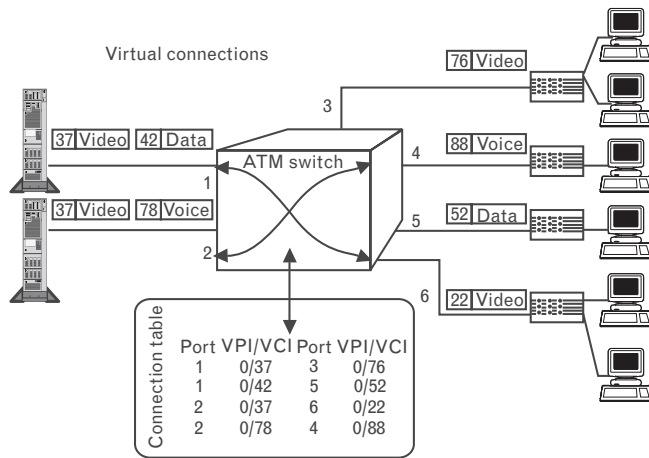 Virtual connections
76 Video
3
37 Video 42 Data
ATM switch
4
88 Voice
1
37 Video 78 Voice
5
52 Data
2
6
22 Video
Connection table
Port VPI/VCI Port VPI/VCI
1 0/37 3 0/76
1 0/42 5 0/52
2 0/37 6 0/22
2 0/78 4 0/88